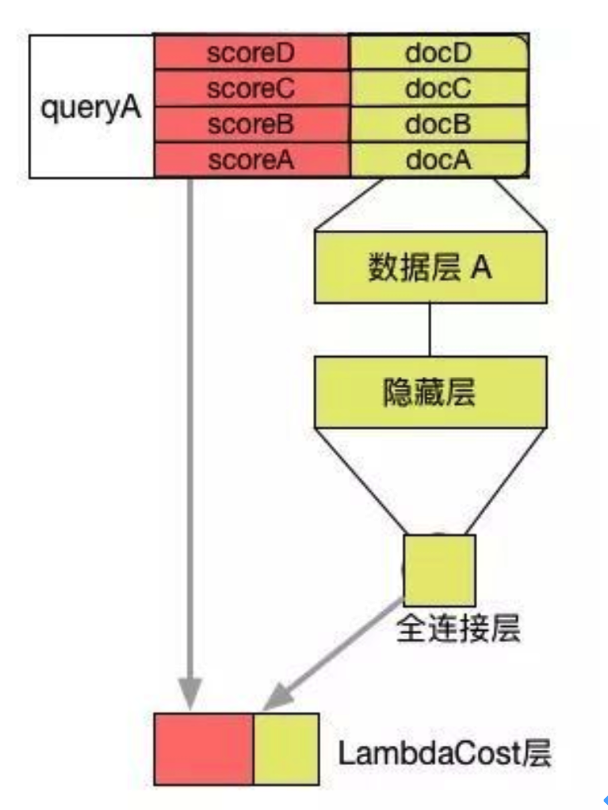 queryA
scoreD docD
scoreC docC
scoreB docB
scoreA docA
数据层 A
隐藏层
全连接层
LambdaCost层